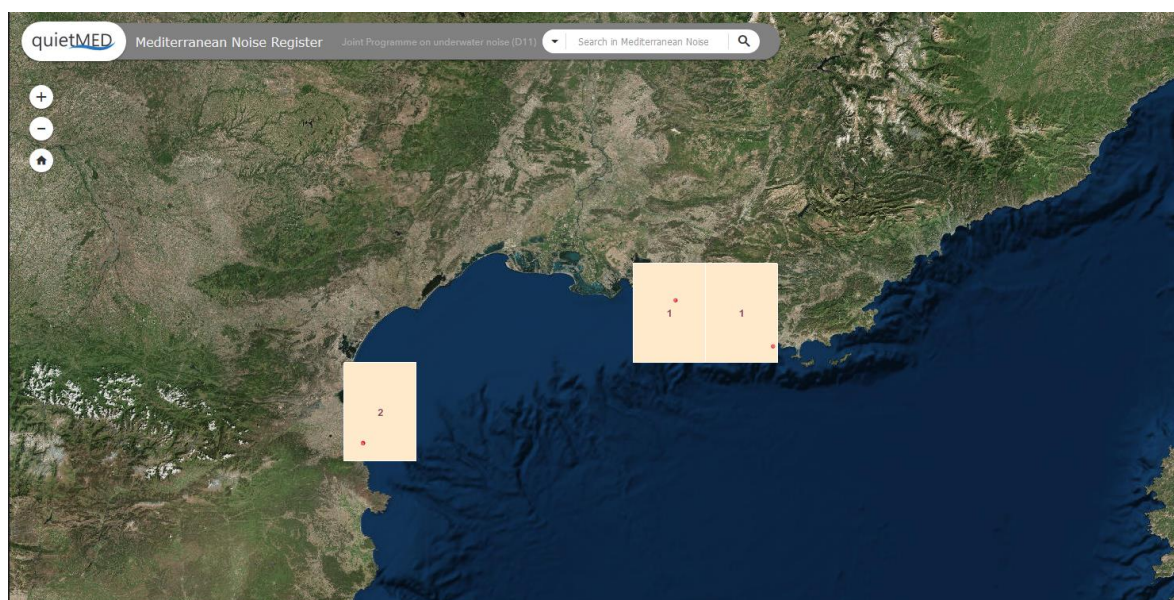 quietMED Mediterranean Noise Register Joint Programme on underwater noise (D11) Search in Mediterranean Noise
+
−
1 1
2